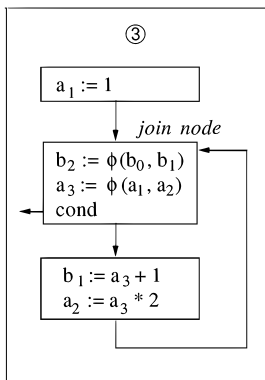 ③
a₁ := 1
join node
b₂ := ϕ(b₀, b₁)
a₃ := ϕ(a₁, a₂)
cond
b₁ := a₃ + 1
a₂ := a₃ * 2